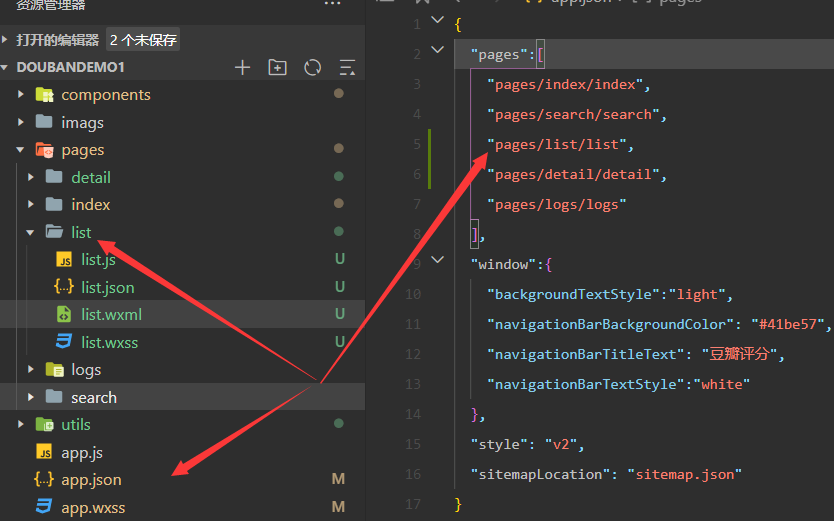 资源管理器
···
打开的编辑器
2 个未保存
DOUBANDEMO1
components
imags
pages
detail
index
list
JS list.js U
{..} list.json U
list.wxml U
list.wxss U
logs
search
utils
JS app.js
{..} app.json M
app.wxss M
1 {
2 "pages":[
3 "pages/index/index",
4 "pages/search/search",
5 "pages/list/list",
6 "pages/detail/detail",
7 "pages/logs/logs"
8 ],
9 "window":{
10 "backgroundTextStyle":"light",
11 "navigationBarBackgroundColor": "#41be57",
12 "navigationBarTitleText": "豆瓣评分",
13 "navigationBarTextStyle":"white"
14 },
15 "style": "v2",
16 "sitemapLocation": "sitemap.json"
17 }